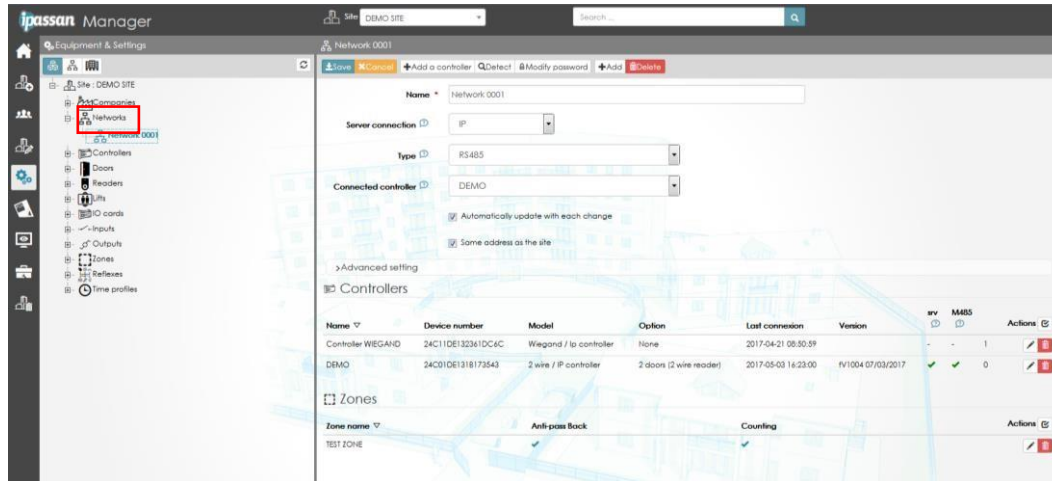 ipassan Manager
Site DEMO SITE
Search ...
Equipment & Settings
Network 0001
Save Cancel Add a controller Detect Modify password Add Delete
Site : DEMO SITE
Companies
Networks
Network 0001
Controllers
Doors
Readers
Lifts
IO cards
Inputs
Outputs
Zones
Reflexes
Time profiles
Name * Network 0001
Server connection IP
Type RS485
Connected controller DEMO
Automatically update with each change
Same address as the site
>Advanced setting
Controllers
srv M485
Name Device number Model Option Last connexion Version Actions
Controller WIEGAND 24C11DE132361DC6C Wiegand / Ip controller None 2017-04-21 08:50:59 - - 1
DEMO 24C01DE1318173543 2 wire / IP controller 2 doors (2 wire reader) 2017-05-03 16:23:00 fV1004 07/03/2017 0
Zones
Zone name Anti-pass Back Counting Actions
TEST ZONE